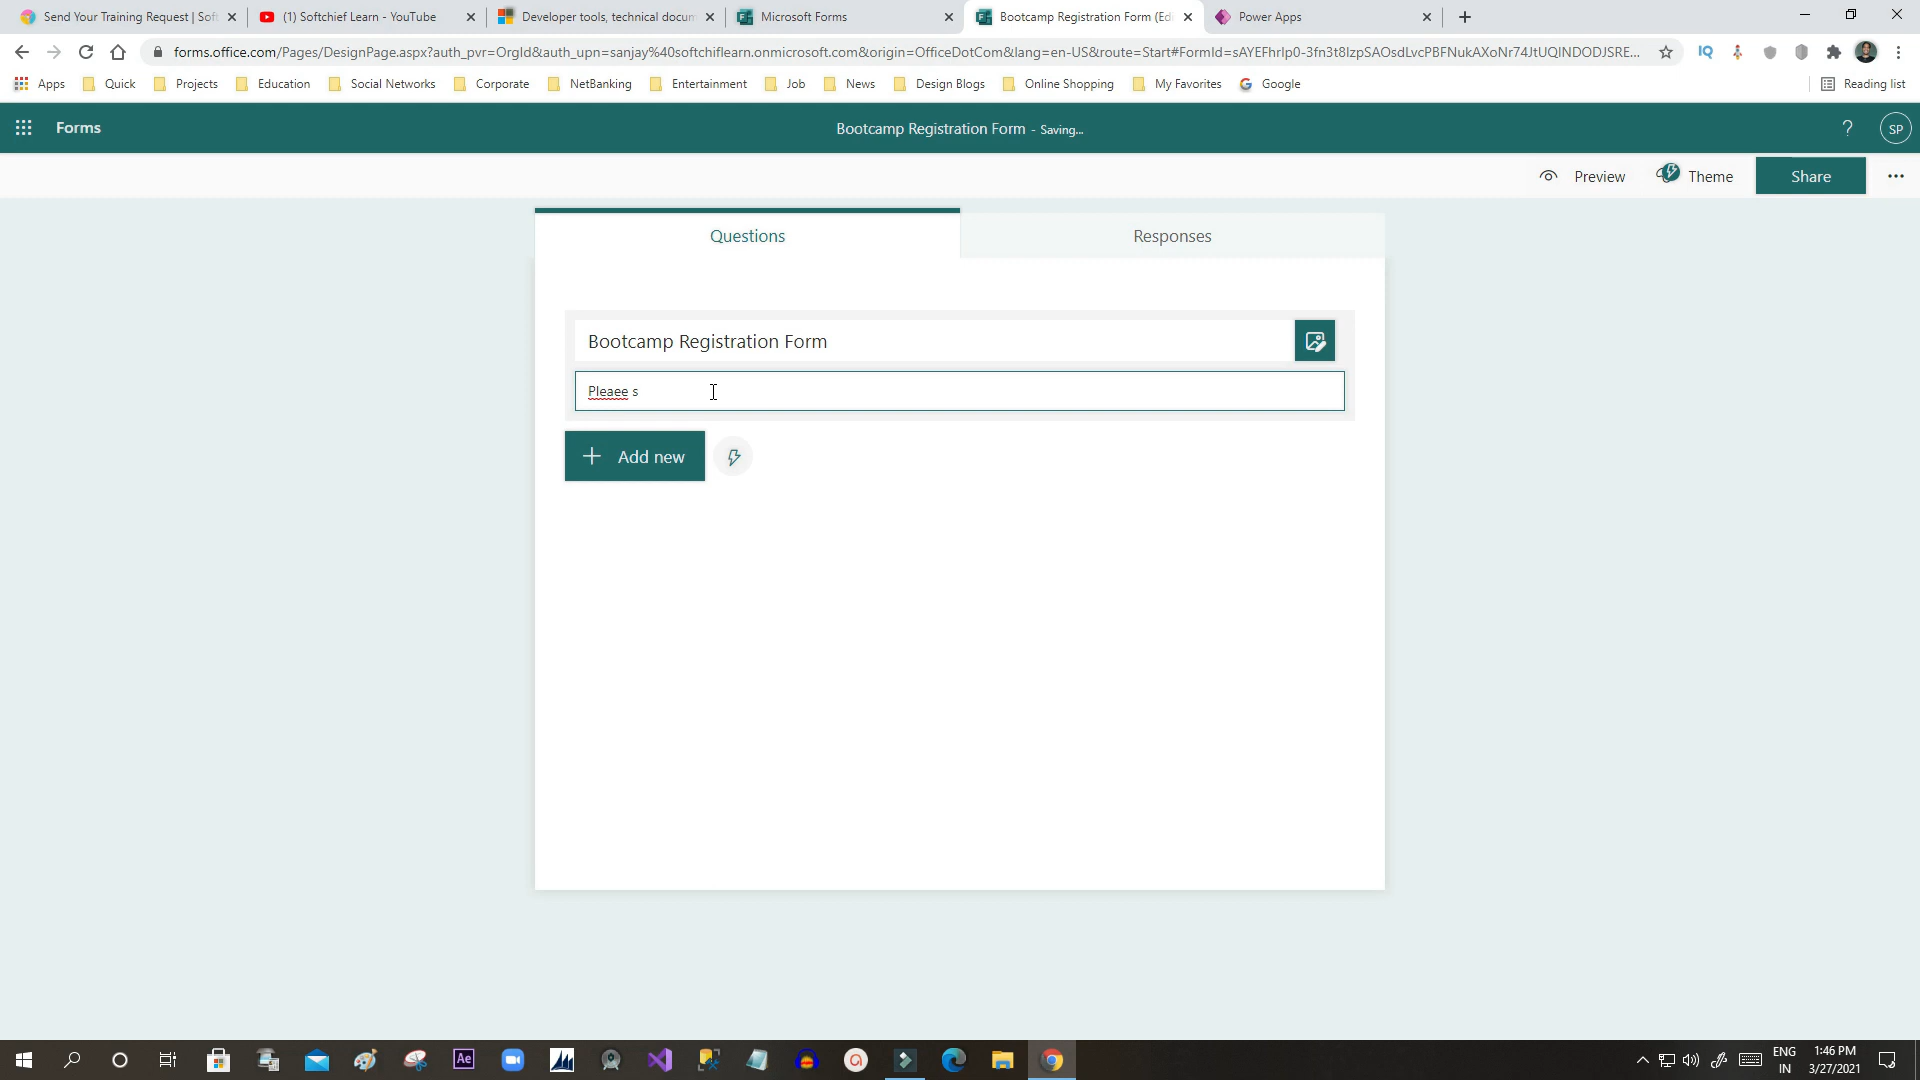 Send Your Training Request | Sof
(1) Softchief Learn - YouTube
Developer tools, technical docum
Microsoft Forms
Bootcamp Registration Form (Edi
Power Apps
forms.office.com/Pages/DesignPage.aspx?auth_pvr=OrgId&auth_upn=sanjay%40softchiflearn.onmicrosoft.com&origin=OfficeDotCom&lang=en-US&route=Start#FormId=sAYEFhrIp0-3fn3t8IzpSAOsdLvcPBFNukAXoNr74JtUQlNDODJSRE...
Apps
Quick
Projects
Education
Social Networks
Corporate
NetBanking
Entertainment
Job
News
Design Blogs
Online Shopping
My Favorites
Google
Reading list
Forms
Bootcamp Registration Form - Saving...
?
SP
Preview
Theme
Share
Questions
Responses
Bootcamp Registration Form
Pleaee s
Add new
Ae
ENG
IN
1:46 PM
3/27/2021